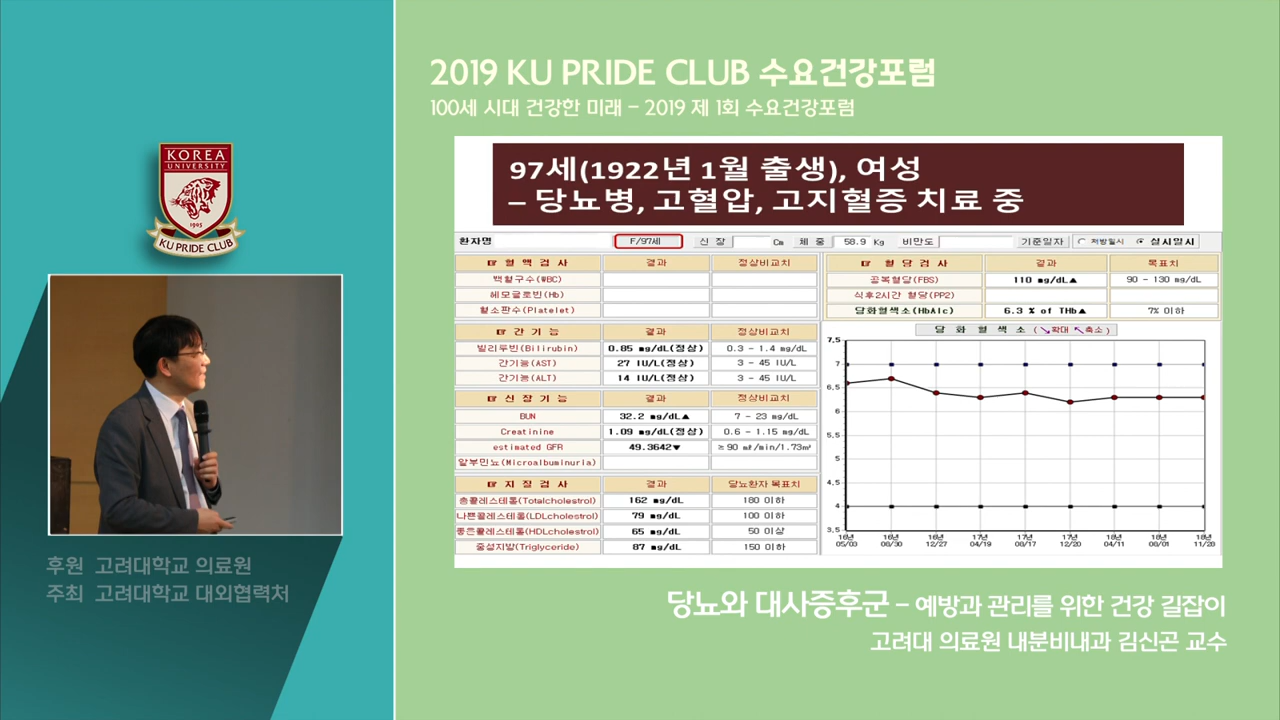 2019 KU PRIDE CLUB 수요건강포럼
100세 시대 건강한 미래 - 2019 제 1회 수요건강포럼
KOREA
UNIVERSITY
1905
KU PRIDE CLUB
97세(1922년 1월 출생), 여성
– 당뇨병, 고혈압, 고지혈증 치료 중
환자명 F/97세 신 장 Cm 체 중 58.9 Kg 비만도 기준일자 처방일시 실시일시
☞ 혈 액 검 사 결과 정상비교치
백혈구수(WBC)
헤모글로빈(Hb)
혈소판수(Platelet)
☞ 간 기 능 결과 정상비교치
빌리루빈(Bilirubin) 0.85 mg/dL(정상) 0.3 - 1.4 mg/dL
간기능(AST) 27 IU/L(정상) 3 - 45 IU/L
간기능(ALT) 14 IU/L(정상) 3 - 45 IU/L
☞ 신 장 기 능 결과 정상비교치
BUN 32.2 mg/dL▲ 7 - 23 mg/dL
Creatinine 1.09 mg/dL(정상) 0.6 - 1.15 mg/dL
estimated GFR 49.3642▼ ≥90 ㎖/min/1.73㎡
알부민뇨(Microalbuminuria)
☞ 지 질 검 사 결과 당뇨환자 목표치
총콜레스테롤(Totalcholestrol) 162 mg/dL 180 이하
나쁜콜레스테롤(LDLcholestrol) 79 mg/dL 100 이하
좋은콜레스테롤(HDLcholestrol) 65 mg/dL 50 이상
중성지방(Triglyceride) 87 mg/dL 150 이하
☞ 혈 당 검 사 결과 목표치
공복혈당(FBS) 110 mg/dL▲ 90 - 130 mg/dL
식후2시간 혈당(PP2)
당화혈색소(HbA1c) 6.3 % of THb▲ 7% 이하
당 화 혈 색 소 (↘확대 ↖축소)
7,5
7
6,5
6
5,5
5
4,5
4
3,5
16년 16년 16년 17년 17년 17년 18년 18년 18년
05/03 08/30 12/27 04/19 08/17 12/20 04/11 08/01 11/20
후원 고려대학교 의료원
주최 고려대학교 대외협력처
당뇨와 대사증후군 – 예방과 관리를 위한 건강 길잡이
고려대 의료원 내분비내과 김신곤 교수